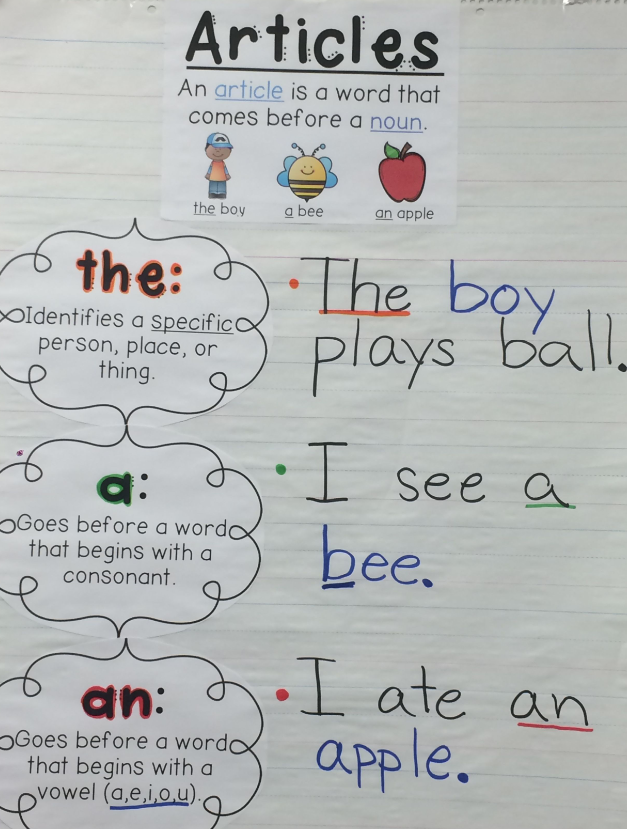 Articles
An article is a word that
comes before a noun.
the boy a bee an apple
the:
Identifies a specific
person, place, or
thing.
The boy
plays ball.
a:
Goes before a word
that begins with a
consonant.
I see a
bee.
an:
Goes before a word
that begins with a
vowel (a,e,i,o,u).
I ate an
apple.